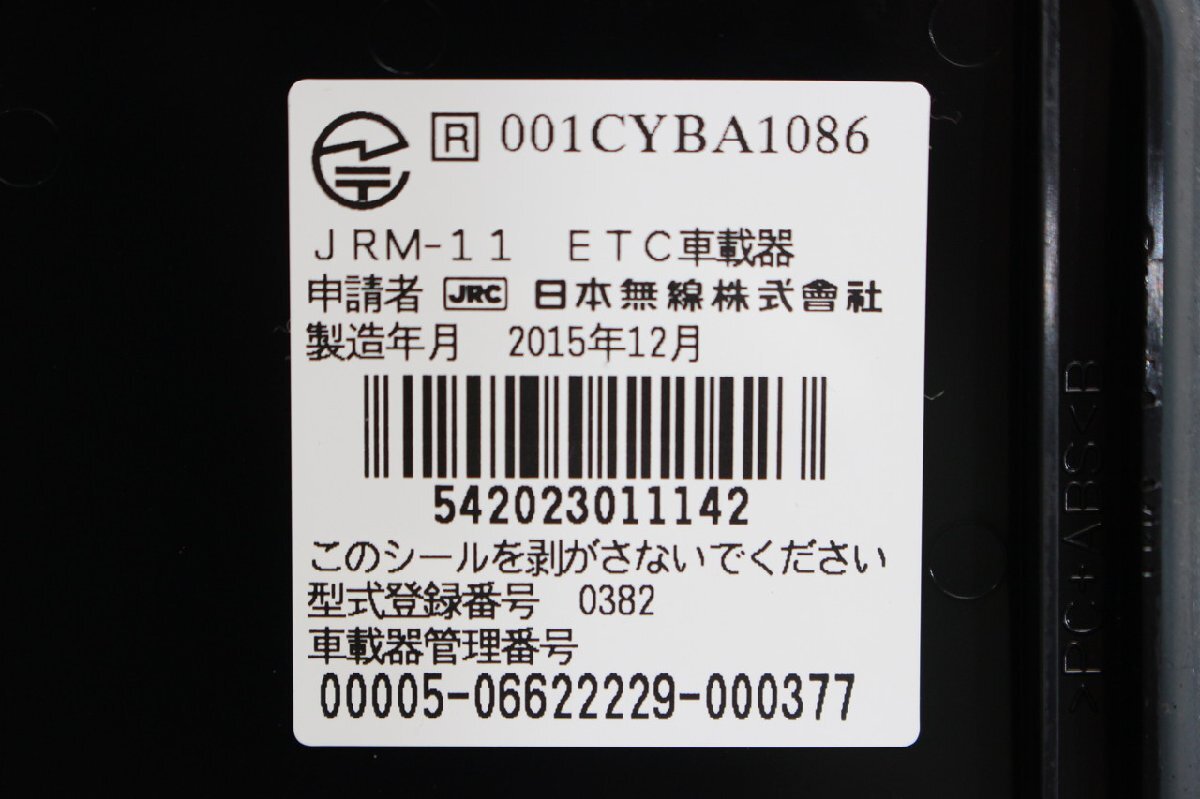 R 001CYBA1086
JRM-11 ETC車載器
申請者 JRC 日本無線株式會社
製造年月 2015年12月
542023011142
このシールを剥がさないでください
型式登録番号 0382
車載器管理番号
00005-06622229-000377
>PC+ABS<B